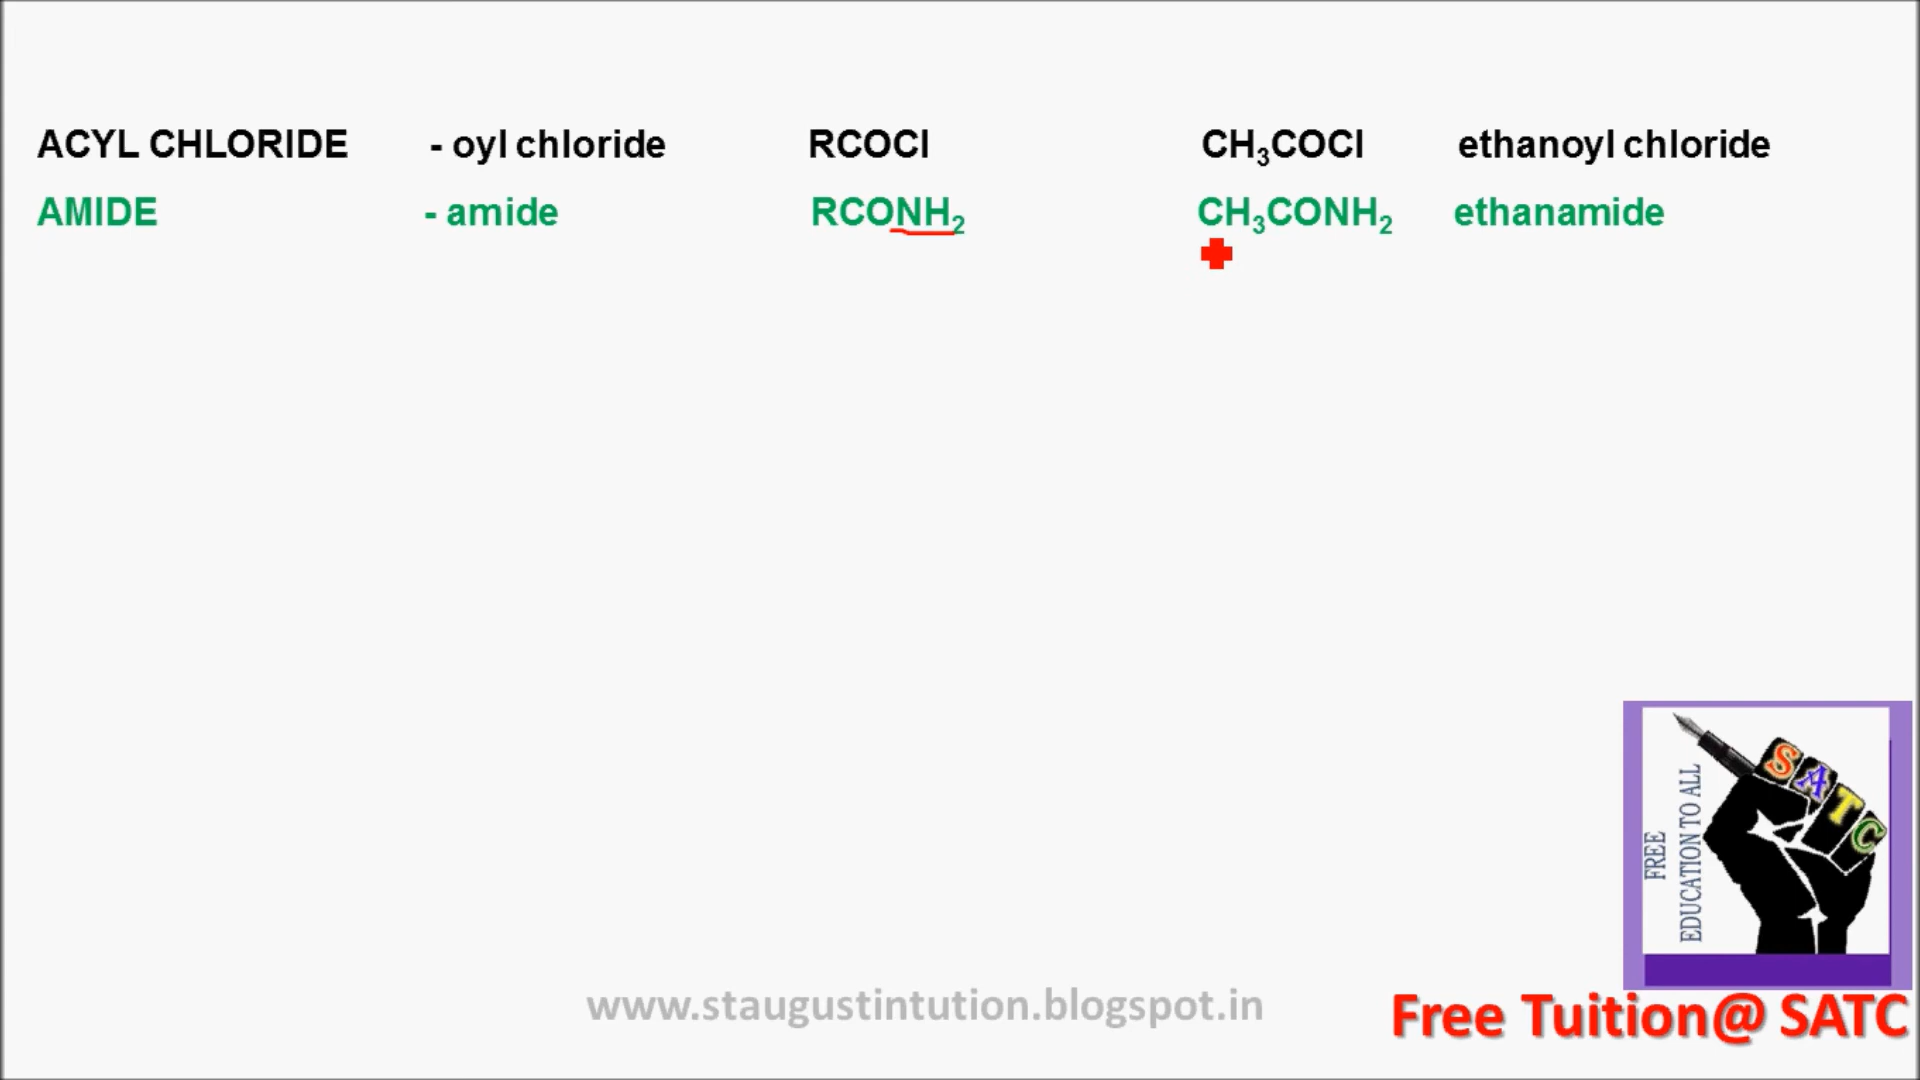 ACYL CHLORIDE - oyl chloride RCOCl CH₃COCl ethanoyl chloride
AMIDE - amide RCONH₂ CH₃CONH₂ ethanamide
SATC
FREE
EDUCATION TO ALL
www.staugustintution.blogspot.in
Free Tuition@ SATC